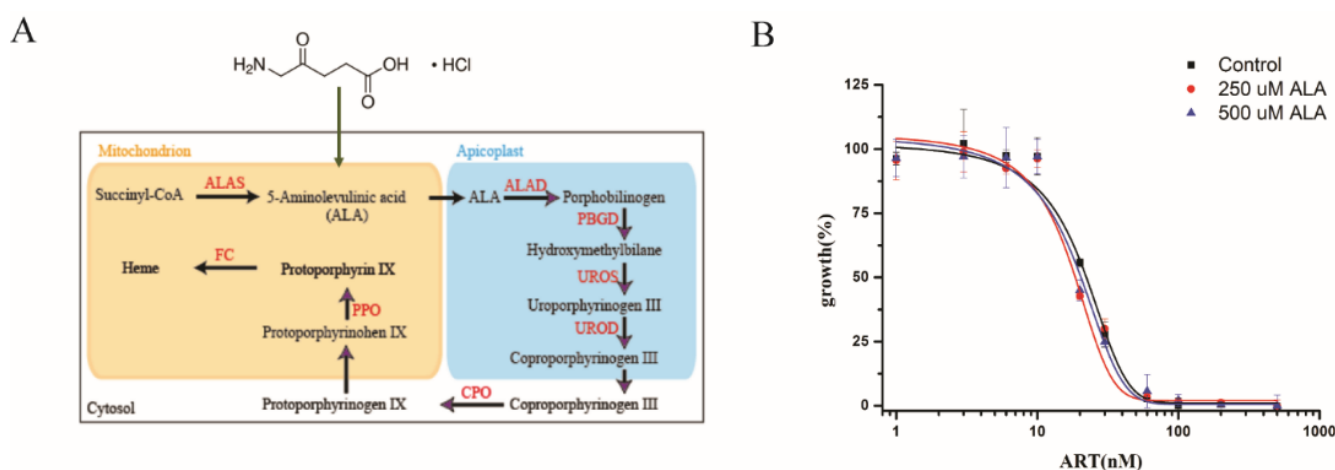 A
H₂N
O
OH
O
• HCl
Mitochondrion
Apicoplast
Succinyl-CoA
ALAS
5-Aminolevulinic acid
(ALA)
ALA
ALAD
Porphobilinogen
PBGD
Hydroxymethylbilane
UROS
Uroporphyrinogen III
UROD
Coproporphyrinogen III
Heme
FC
Protoporphyrin IX
PPO
Protoporphyrinohen IX
Cytosol
Protoporphyrinogen IX
CPO
Coproporphyrinogen III
B
Control
250 uM ALA
500 uM ALA
growth(%)
125
100
75
50
25
0
1
10
100
1000
ART(nM)